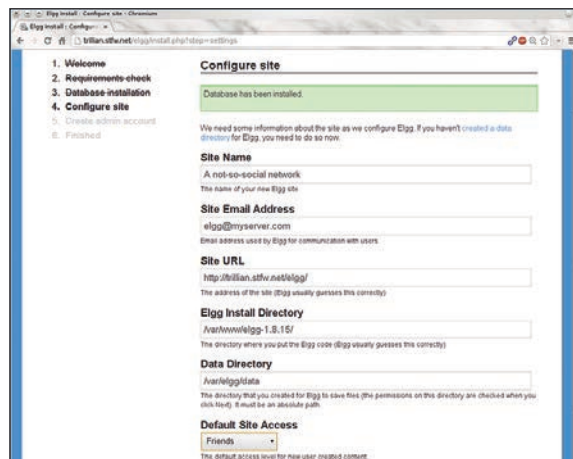 Elgg Install : Configure site - Chromium
Elgg Install : Configur
trillian.stfw.net/elgg/install.php?step=settings
1. Welcome
2. Requirements check
3. Database installation
4. Configure site
5. Create admin account
6. Finished
Configure site
Database has been installed.
We need some information about the site as we configure Elgg. If you haven't created a data
directory for Elgg, you need to do so now.
Site Name
A not-so-social network
The name of your new Elgg site
Site Email Address
elgg@myserver.com
Email address used by Elgg for communication with users
Site URL
http://trillian.stfw.net/elgg/
The address of the site (Elgg usually guesses this correctly)
Elgg Install Directory
/var/www/elgg-1.8.15/
The directory where you put the Elgg code (Elgg usually guesses this correctly)
Data Directory
/var/elgg/data
The directory that you created for Elgg to save files (the permissions on this directory are checked when you
click Next). It must be an absolute path.
Default Site Access
Friends
The default access level for new user created content